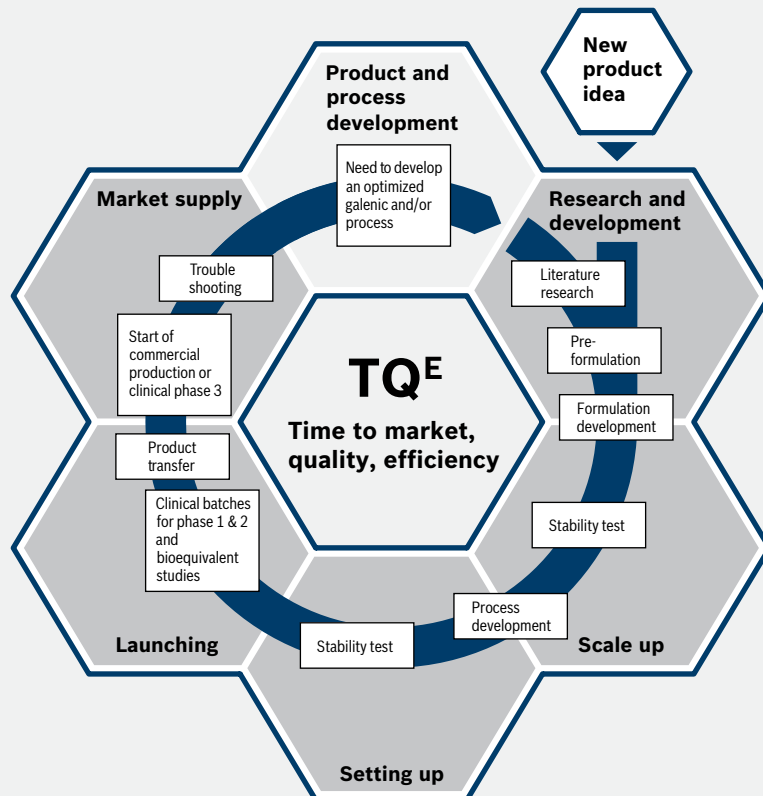 New
product
idea
Product and
process
development
Need to develop
an optimized
galenic and/or
process
Research and
development
Literature
research
Pre-
formulation
Formulation
development
Stability test
Scale up
Process
development
Stability test
Setting up
Launching
Clinical batches
for phase 1 & 2
and
bioequivalent
studies
Product
transfer
Start of
commercial
production or
clinical phase 3
Trouble
shooting
Market supply
TQE
Time to market,
quality, efficiency